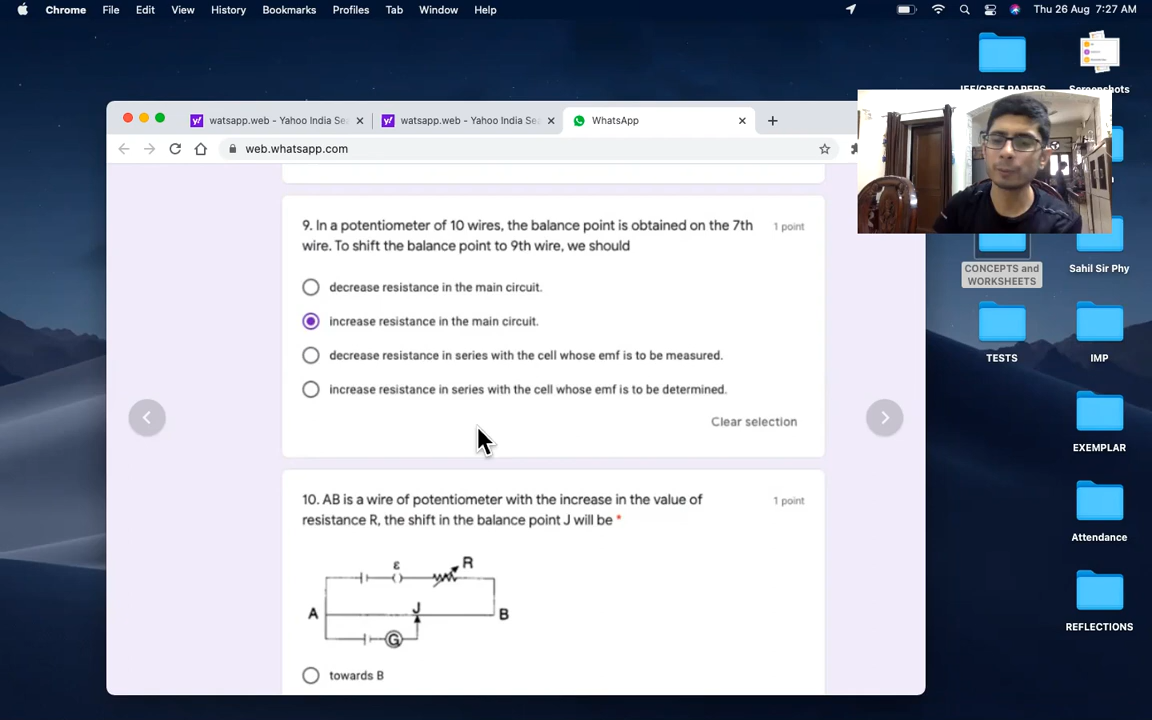 Chrome File Edit View History Bookmarks Profiles Tab Window Help
Thu 26 Aug 7:27 AM
watsapp.web - Yahoo India Sea
watsapp.web - Yahoo India Sea
WhatsApp
web.whatsapp.com
9. In a potentiometer of 10 wires, the balance point is obtained on the 7th
wire. To shift the balance point to 9th wire, we should
1 point
decrease resistance in the main circuit.
increase resistance in the main circuit.
decrease resistance in series with the cell whose emf is to be measured.
increase resistance in series with the cell whose emf is to be determined.
Clear selection
10. AB is a wire of potentiometer with the increase in the value of
resistance R, the shift in the balance point J will be *
1 point
ε
R
A
J
B
G
towards B
Screenshots
CONCEPTS and
WORKSHEETS
Sahil Sir Phy
TESTS
IMP
EXEMPLAR
Attendance
REFLECTIONS